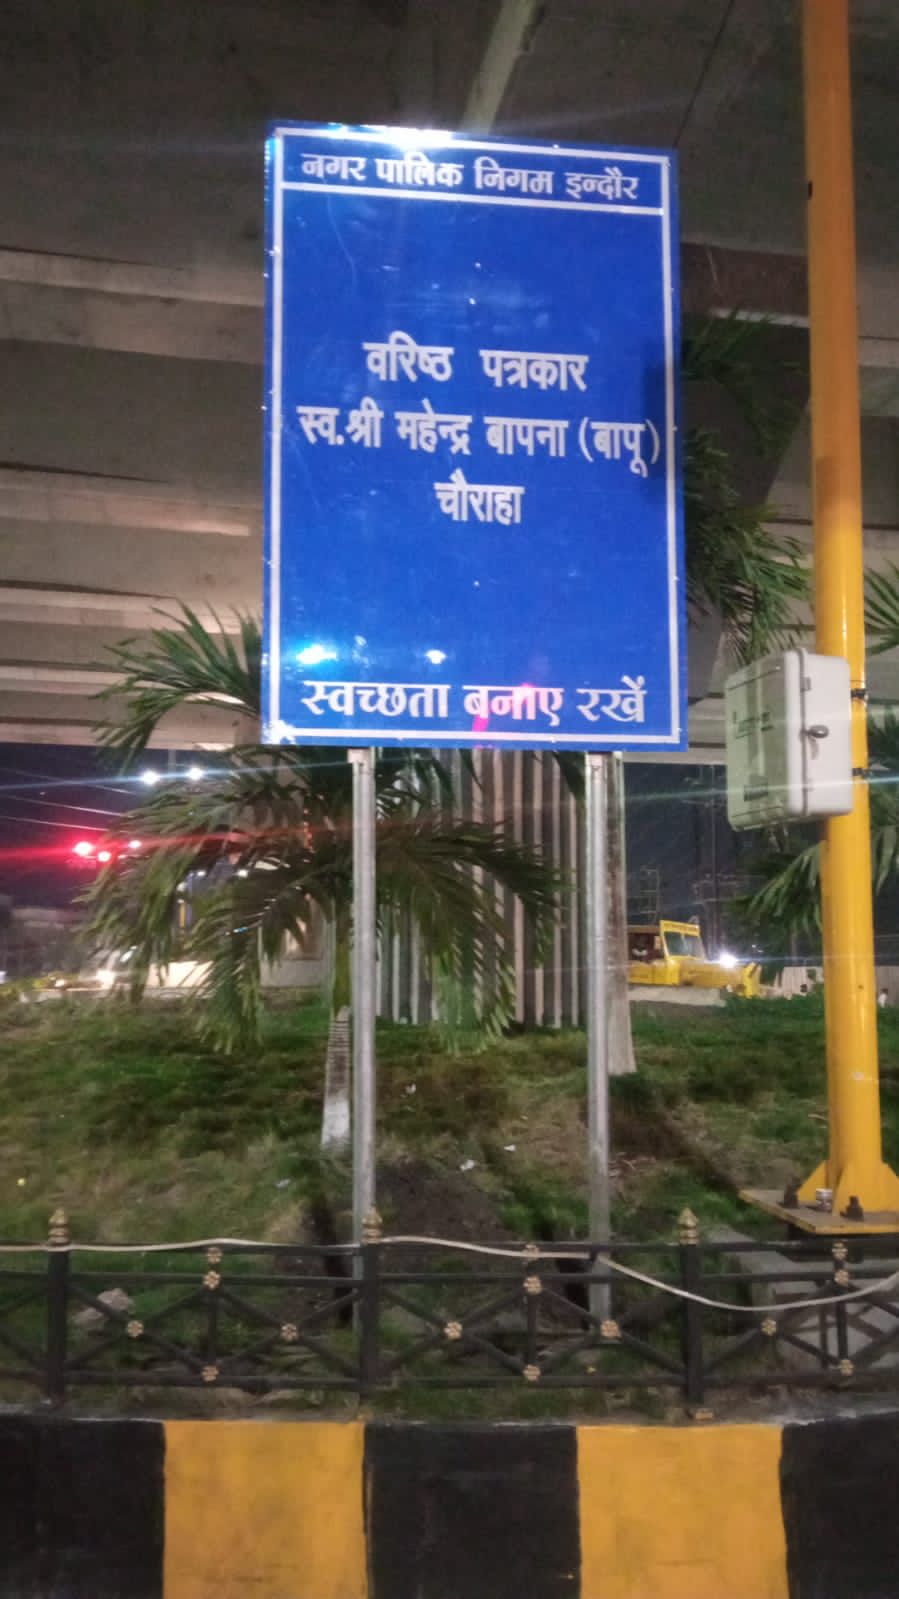 नगर पालिक निगम इन्दौर
वरिष्ठ पत्रकार
स्व.श्री महेन्द्र बापना (बापू)
चौराहा
स्वच्छता बनाए रखें